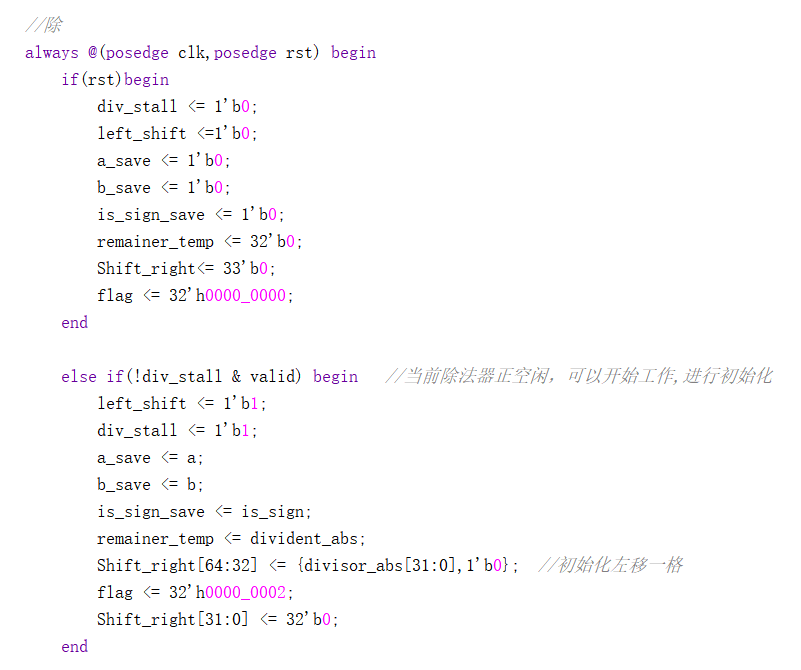 //除
always @(posedge clk,posedge rst) begin
    if(rst)begin
        div_stall <= 1'b0;
        left_shift <=1'b0;
        a_save <= 1'b0;
        b_save <= 1'b0;
        is_sign_save <= 1'b0;
        remainer_temp <= 32'b0;
        Shift_right<= 33'b0;
        flag <= 32'h0000_0000;
    end
    else if(!div_stall & valid) begin   //当前除法器正空闲，可以开始工作,进行初始化
        left_shift <= 1'b1;
        div_stall <= 1'b1;
        a_save <= a;
        b_save <= b;
        is_sign_save <= is_sign;
        remainer_temp <= divident_abs;
        Shift_right[64:32] <= {divisor_abs[31:0],1'b0};  //初始化左移一格
        flag <= 32'h0000_0002;
        Shift_right[31:0] <= 32'b0;
    end